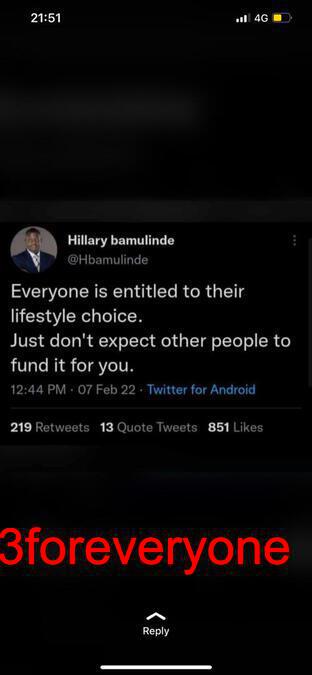 21:51
4G
Hillary bamulinde
@Hbamulinde
Everyone is entitled to their
lifestyle choice.
Just don't expect other people to
fund it for you.
12:44 PM · 07 Feb 22 · Twitter for Android
219 Retweets 13 Quote Tweets 851 Likes
3foreveryone
Reply